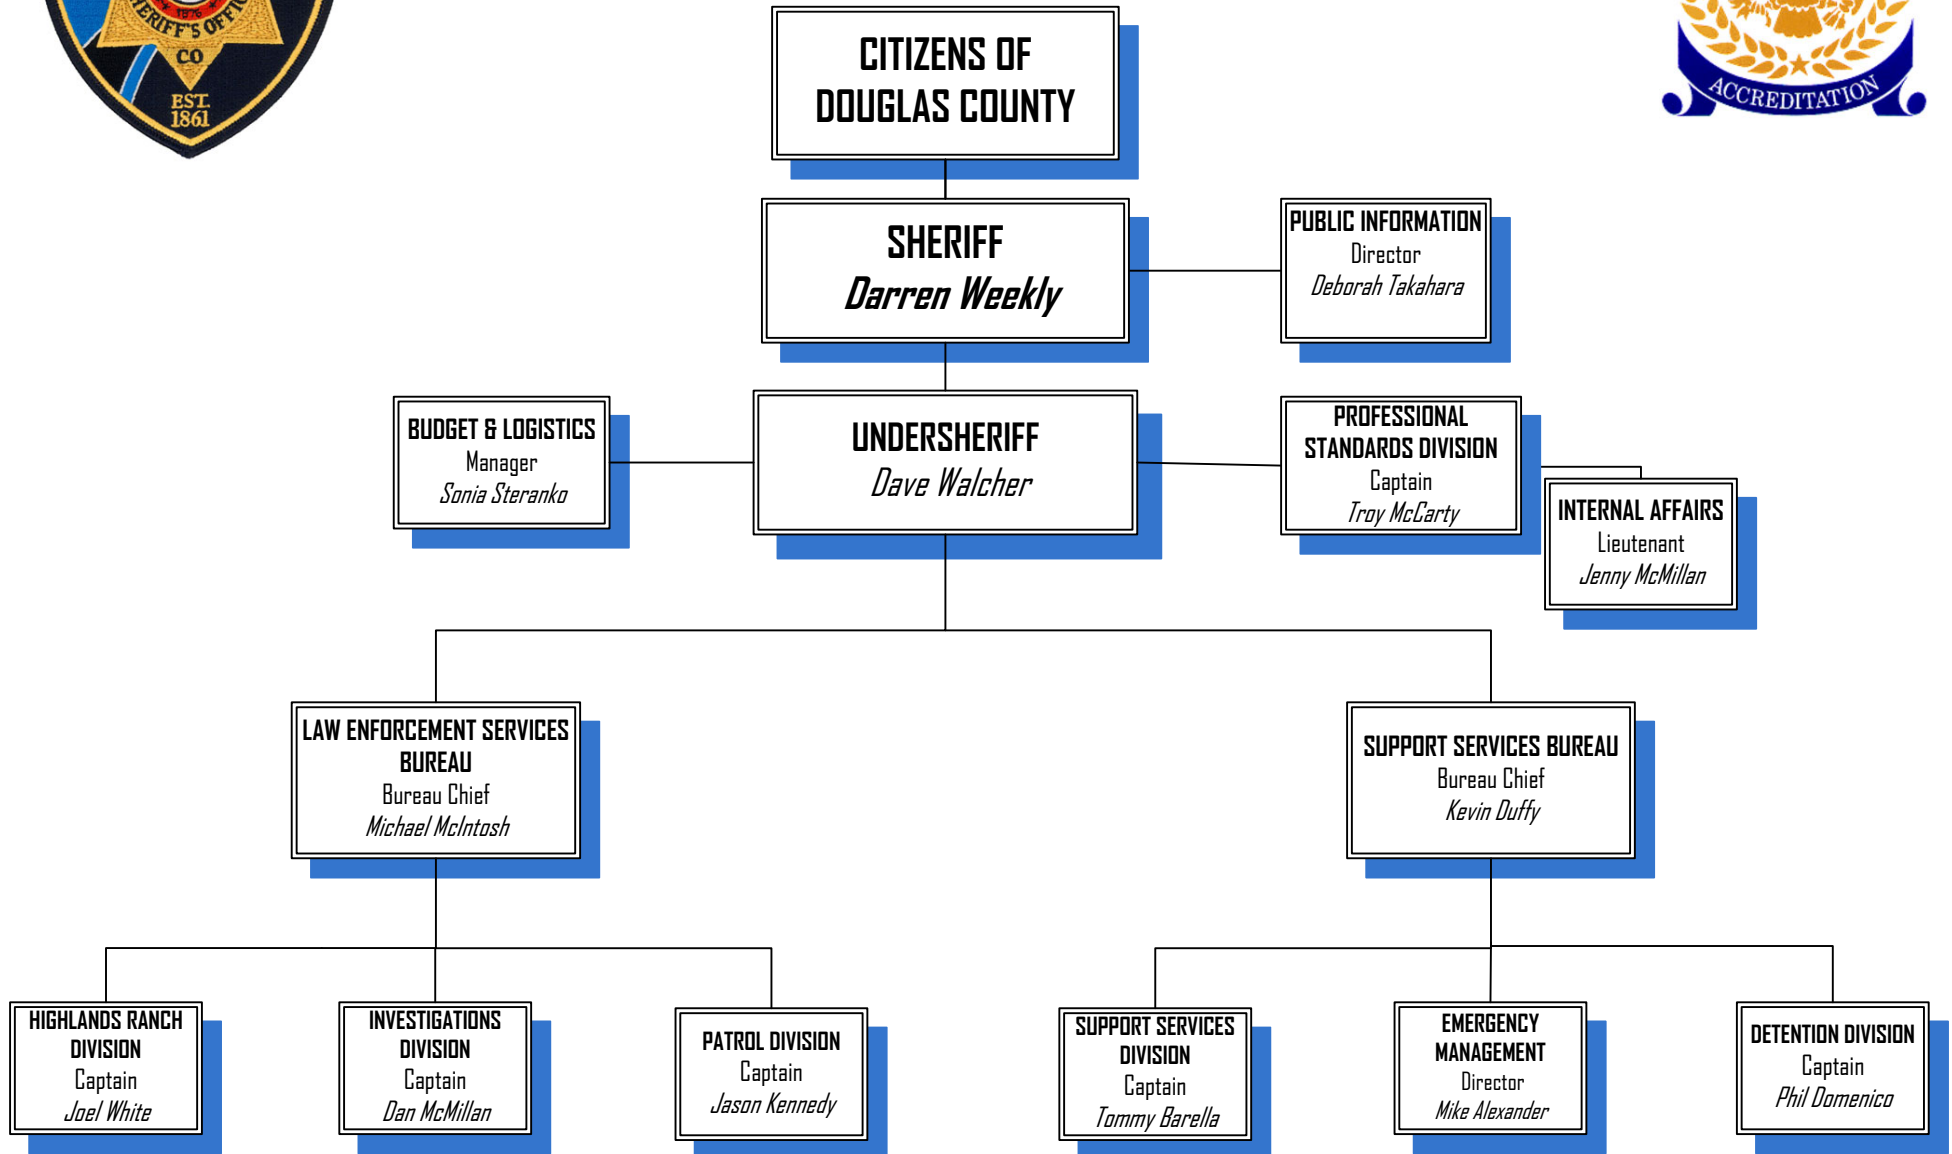 1876
SHERIFF'S OFFICE
CO
EST.
1861
ACCREDITATION
CITIZENS OF
DOUGLAS COUNTY
SHERIFF
Darren Weekly
PUBLIC INFORMATION
Director
Deborah Takahara
BUDGET & LOGISTICS
Manager
Sonia Steranko
UNDERSHERIFF
Dave Walcher
PROFESSIONAL
STANDARDS DIVISION
Captain
Troy McCarty
INTERNAL AFFAIRS
Lieutenant
Jenny McMillan
LAW ENFORCEMENT SERVICES
BUREAU
Bureau Chief
Michael McIntosh
SUPPORT SERVICES BUREAU
Bureau Chief
Kevin Duffy
HIGHLANDS RANCH
DIVISION
Captain
Joel White
INVESTIGATIONS
DIVISION
Captain
Dan McMillan
PATROL DIVISION
Captain
Jason Kennedy
SUPPORT SERVICES
DIVISION
Captain
Tommy Barella
EMERGENCY
MANAGEMENT
Director
Mike Alexander
DETENTION DIVISION
Captain
Phil Domenico